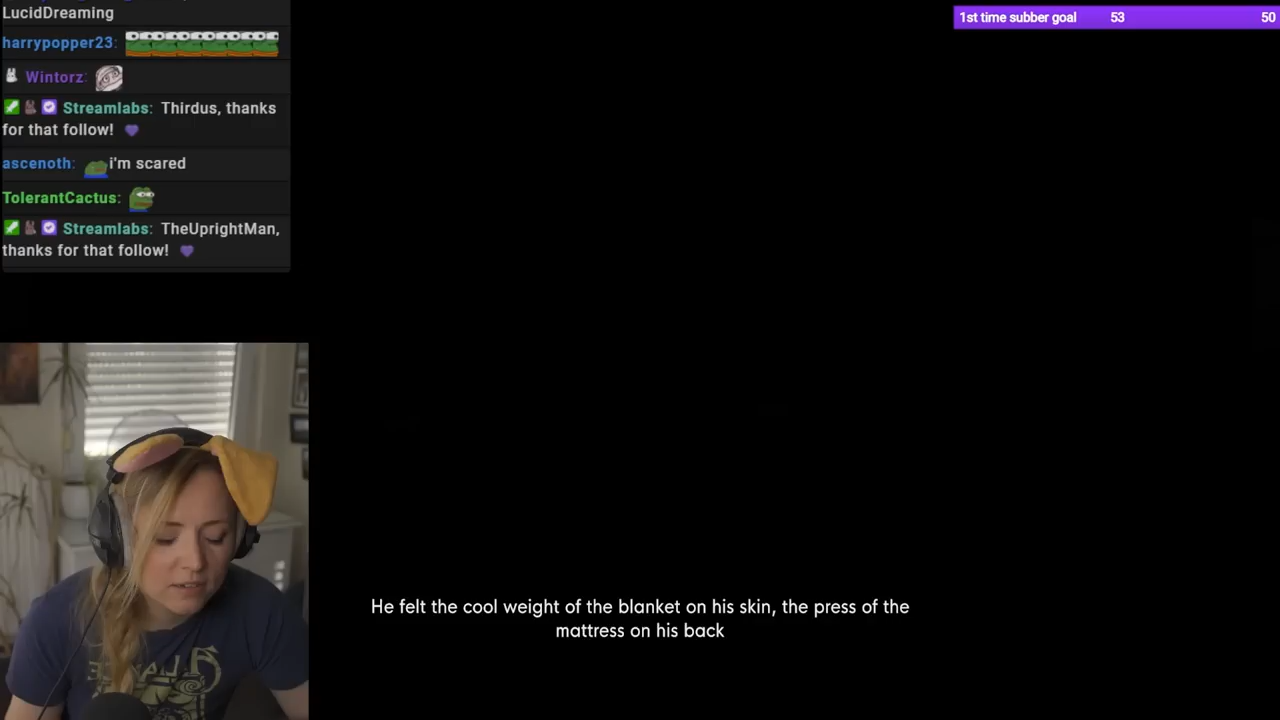 LucidDreaming
harrypopper23:
Wintorz:
Streamlabs: Thirdus, thanks
for that follow!
ascenoth: i'm scared
TolerantCactus:
Streamlabs: TheUprightMan,
thanks for that follow!
1st time subber goal 53 50
He felt the cool weight of the blanket on his skin, the press of the
mattress on his back